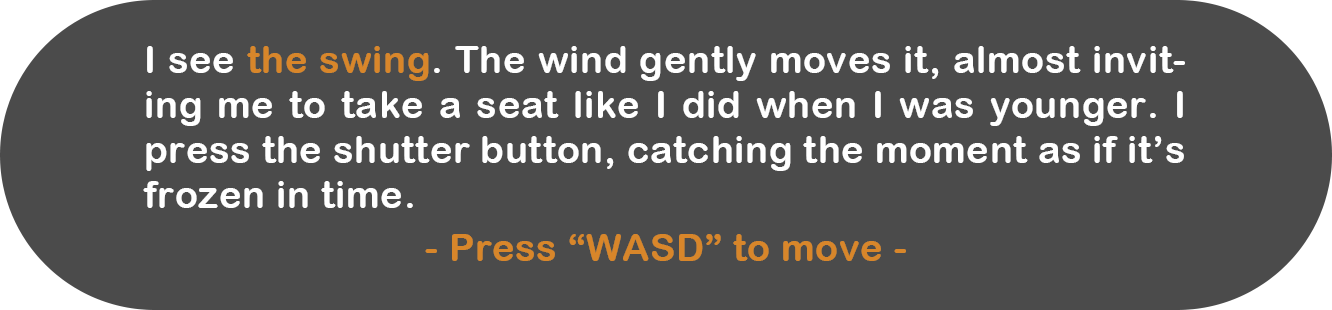 I see the swing. The wind gently moves it, almost invit-
ing me to take a seat like I did when I was younger. I
press the shutter button, catching the moment as if it’s
frozen in time.
- Press “WASD” to move -